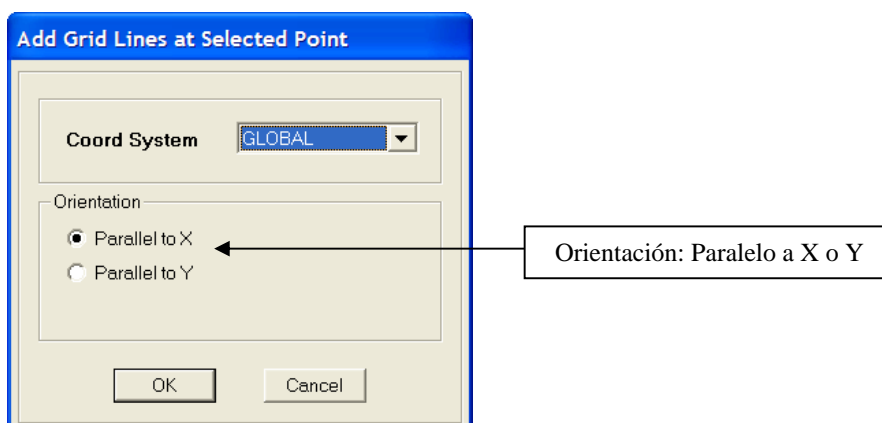 Add Grid Lines at Selected Point
Coord System GLOBAL
Orientation
Parallel to X
Parallel to Y
Orientación: Paralelo a X o Y
OK Cancel